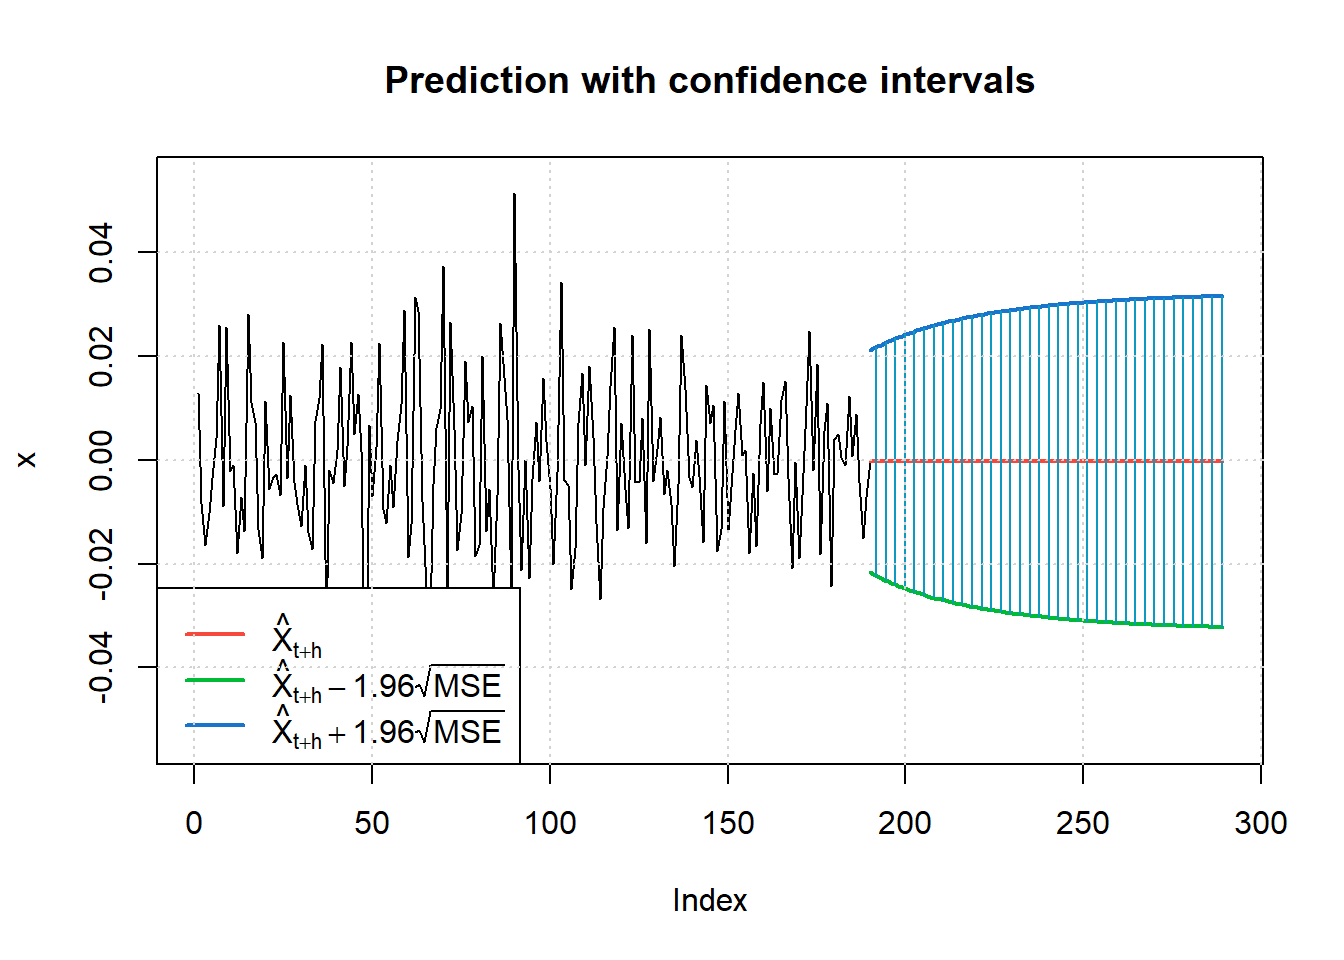 Prediction with confidence intervals
x
0.04
0.02
0.00
-0.02
-0.04
X̂t+h
X̂t+h − 1.96√MSE
X̂t+h + 1.96√MSE
0 50 100 150 200 250 300
Index